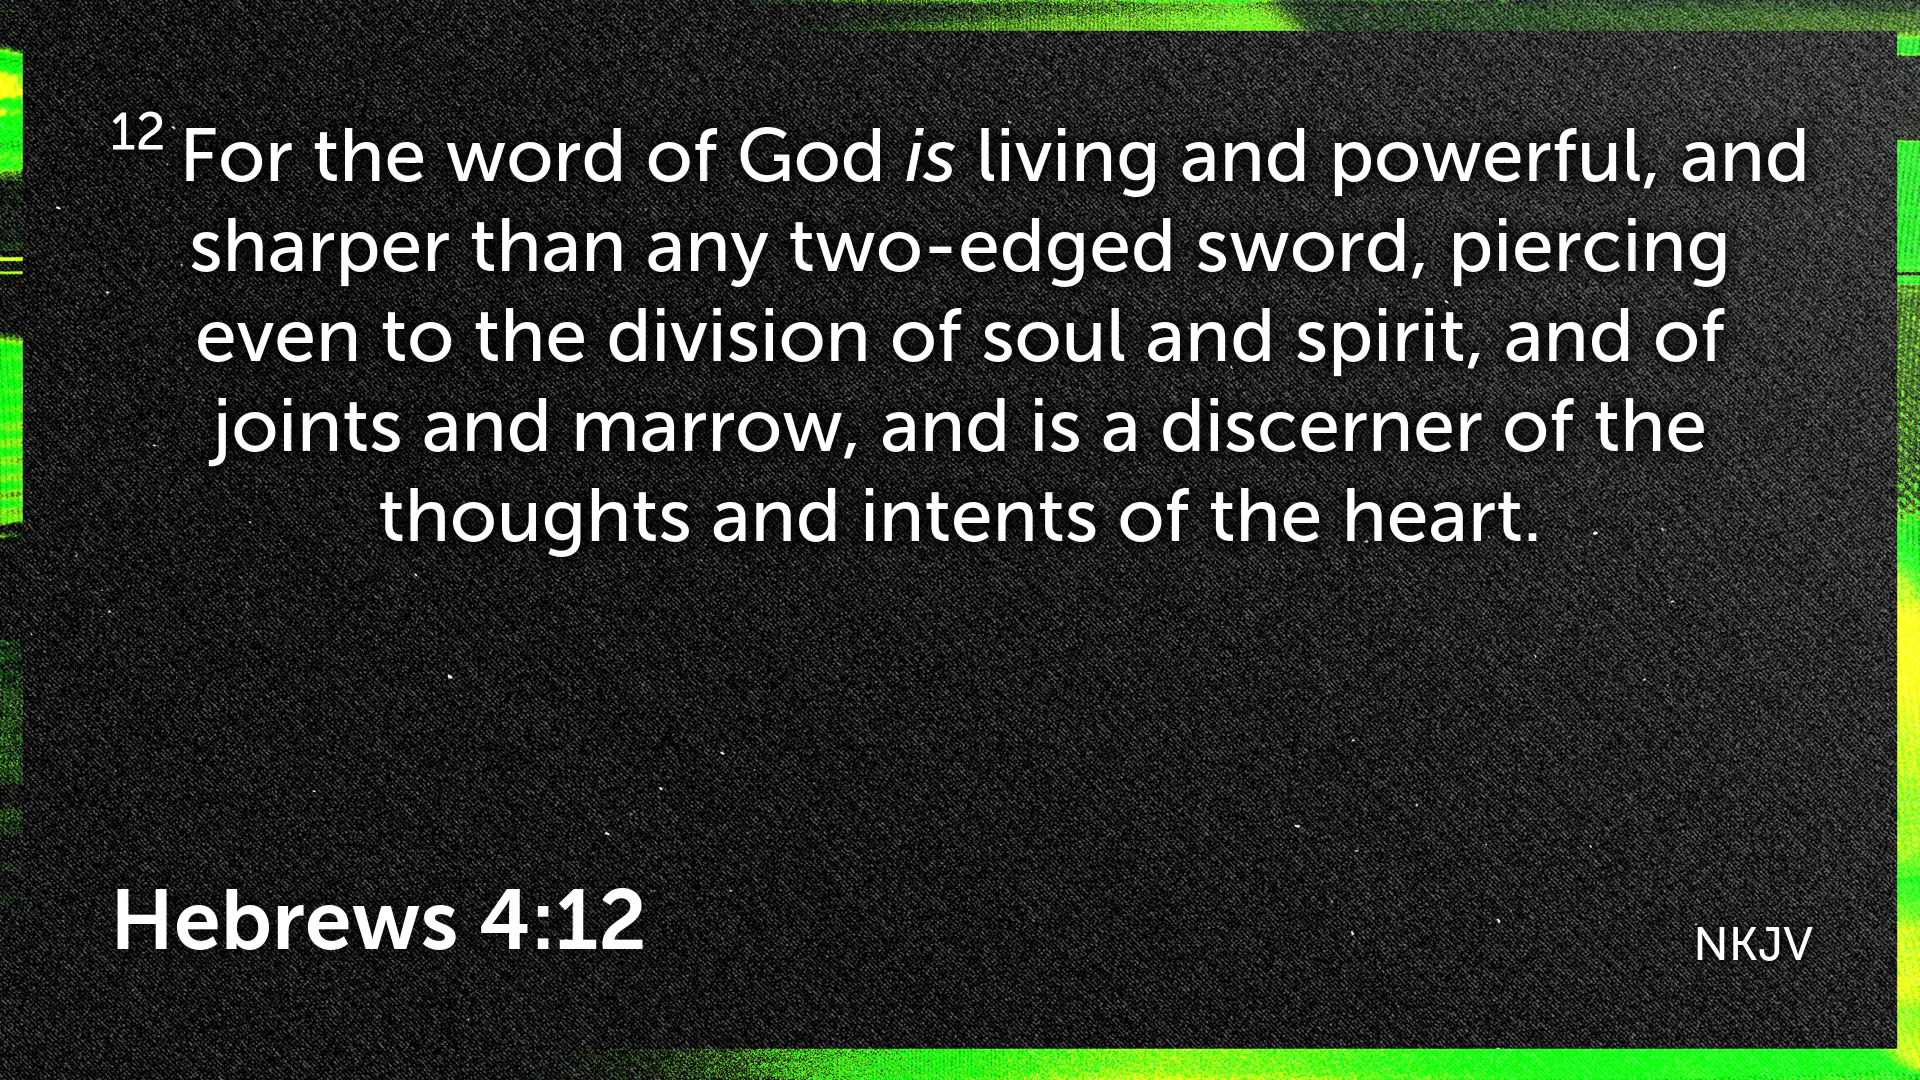 12 For the word of God is living and powerful, and
sharper than any two-edged sword, piercing
even to the division of soul and spirit, and of
joints and marrow, and is a discerner of the
thoughts and intents of the heart.
Hebrews 4:12
NKJV